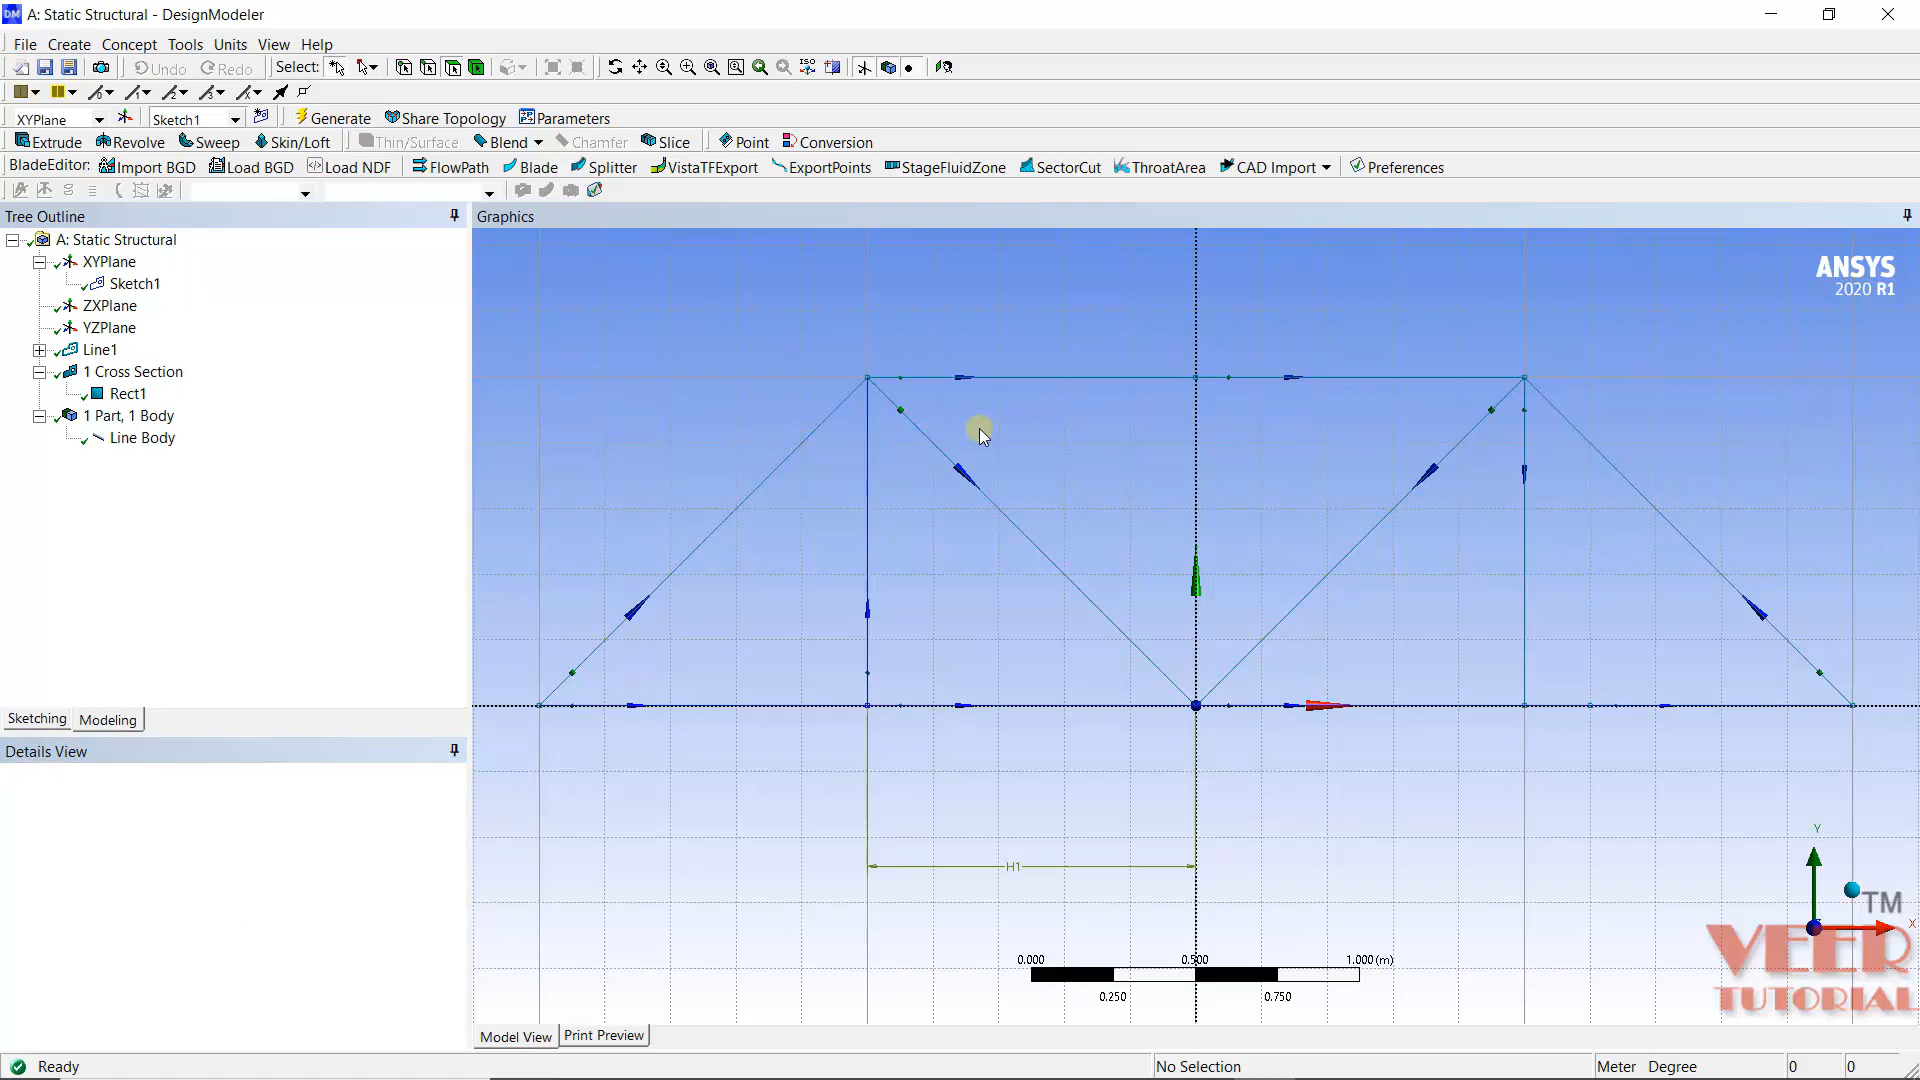 A: Static Structural - DesignModeler
File Create Concept Tools Units View Help
Undo Redo Select: ISO
XYPlane Sketch1 Generate Share Topology Parameters
Extrude Revolve Sweep Skin/Loft Thin/Surface Blend Chamfer Slice Point Conversion
BladeEditor: Import BGD Load BGD Load NDF FlowPath Blade Splitter VistaTFExport ExportPoints StageFluidZone SectorCut ThroatArea CAD Import Preferences
Tree Outline
A: Static Structural
XYPlane
Sketch1
ZXPlane
YZPlane
Line1
1 Cross Section
Rect1
1 Part, 1 Body
Line Body
Sketching Modeling
Details View
Graphics
ANSYS
2020 R1
H1
0.000 0.500 1.000 (m)
0.250 0.750
Y
X
TM
VEER
TUTORIAL
Model View Print Preview
Ready No Selection Meter Degree 0 0